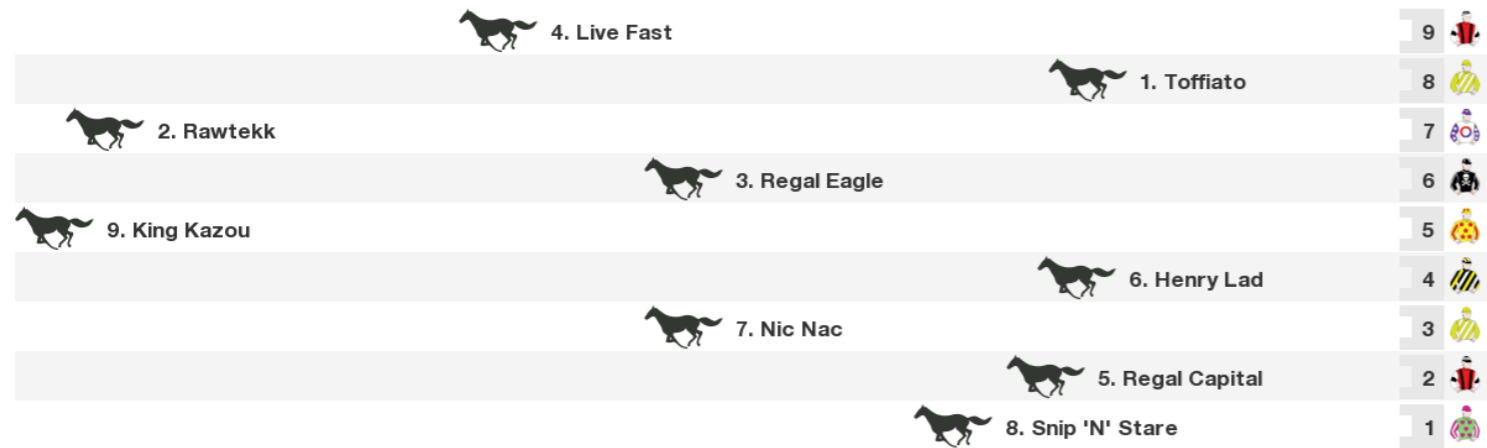 4. Live Fast 9
1. Toffiato 8
2. Rawtekk 7
3. Regal Eagle 6
9. King Kazou 5
6. Henry Lad 4
7. Nic Nac 3
5. Regal Capital 2
8. Snip 'N' Stare 1